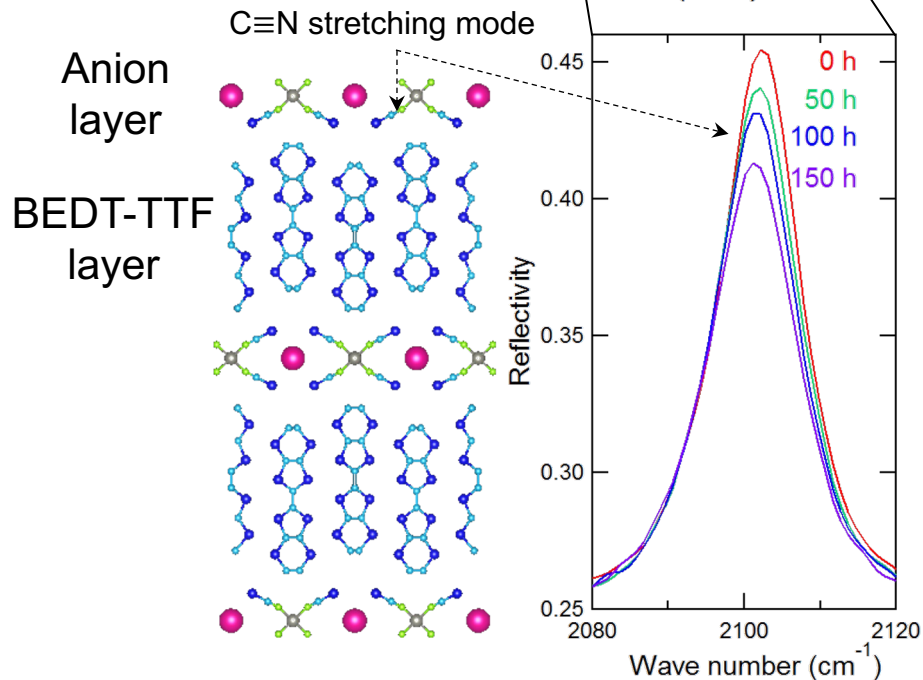 C≡N stretching mode
Anion
layer
BEDT-TTF
layer
Reflectivity
0.45
0.40
0.35
0.30
0.25
0 h
50 h
100 h
150 h
2080
2100
2120
Wave number (cm⁻¹)